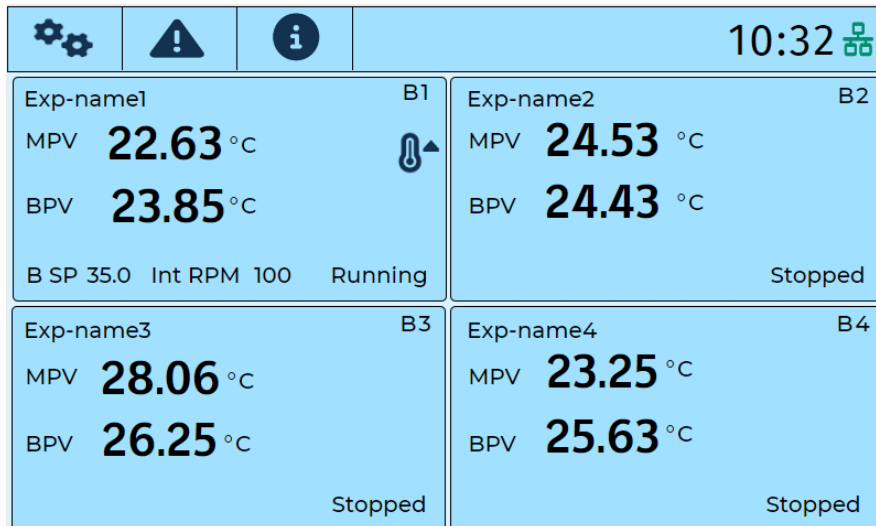 10:32
Exp-name1 B1
MPV 22.63 °C
BPV 23.85 °C
B SP 35.0 Int RPM 100 Running
Exp-name2 B2
MPV 24.53 °C
BPV 24.43 °C
Stopped
Exp-name3 B3
MPV 28.06 °C
BPV 26.25 °C
Stopped
Exp-name4 B4
MPV 23.25 °C
BPV 25.63 °C
Stopped